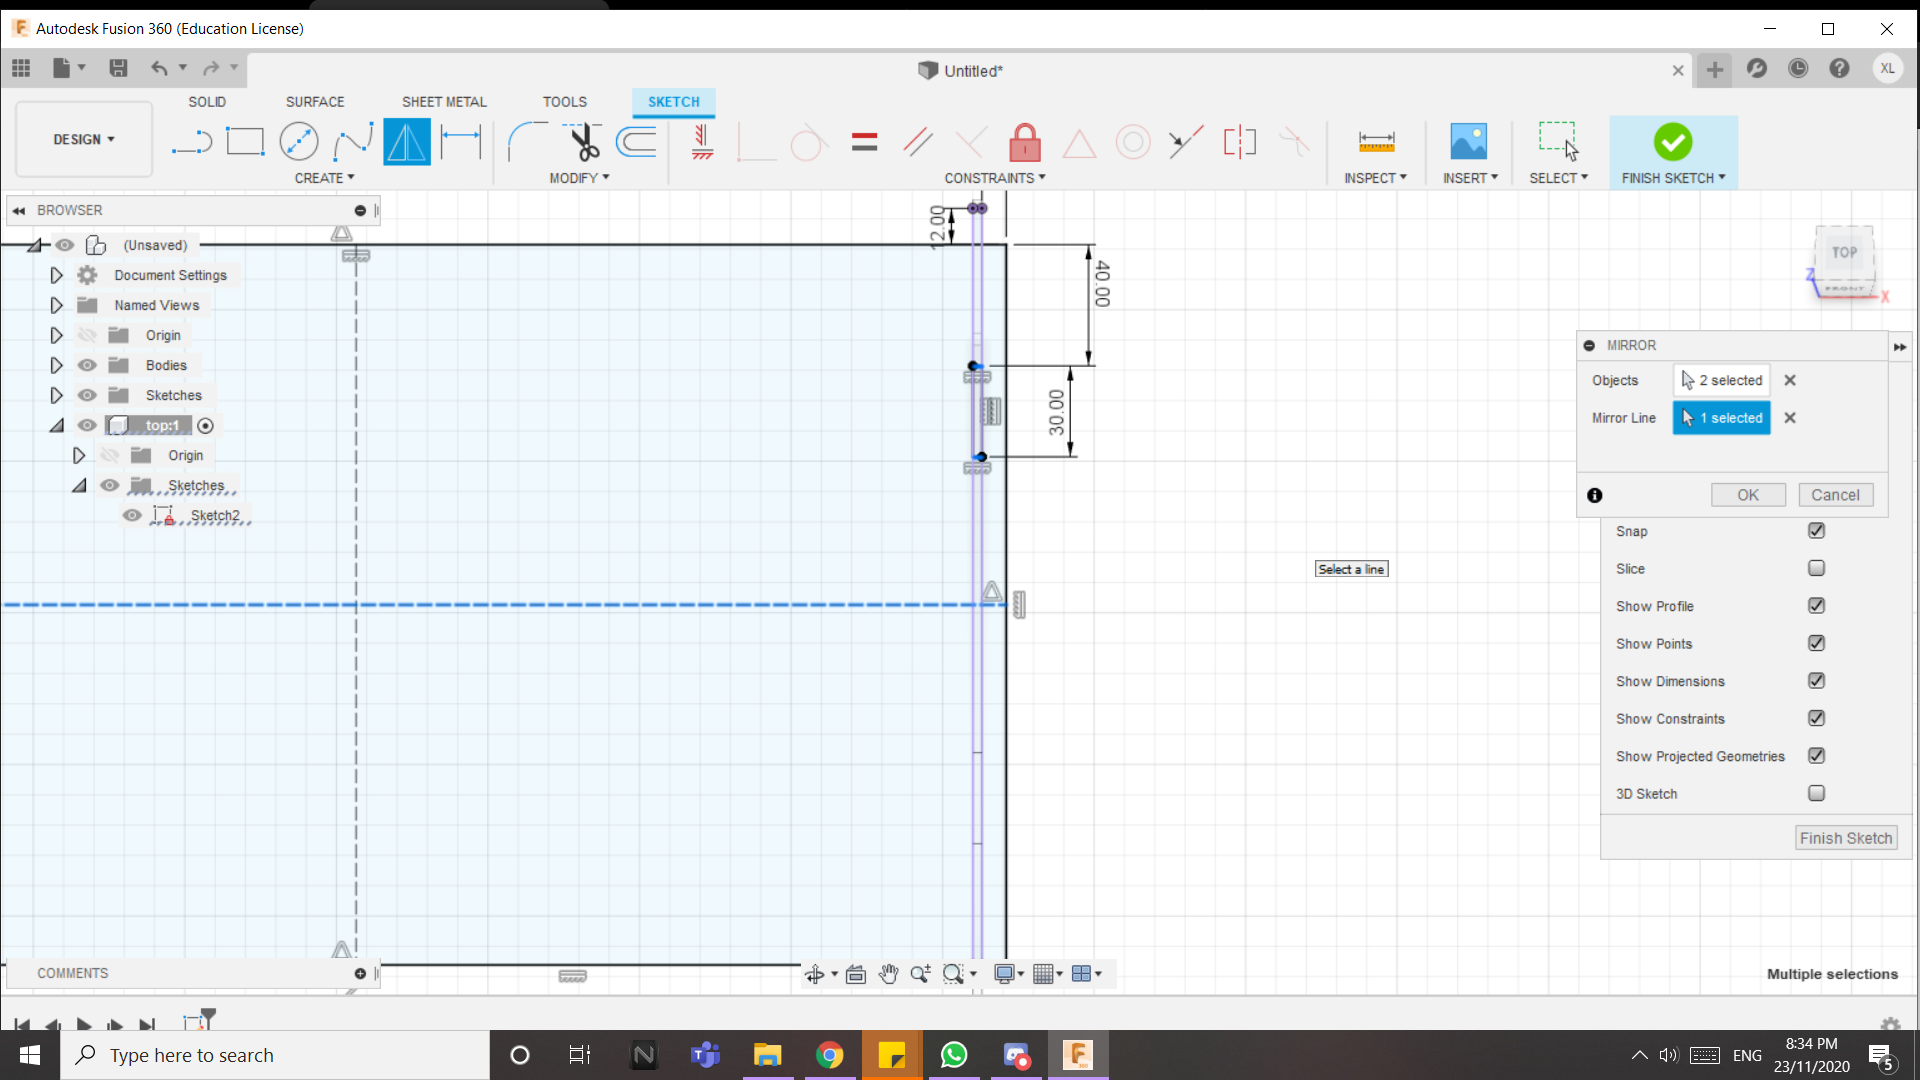 Autodesk Fusion 360 (Education License)
Untitled*
XL
SOLID
SURFACE
SHEET METAL
TOOLS
SKETCH
DESIGN
CREATE
MODIFY
CONSTRAINTS
INSPECT
INSERT
SELECT
FINISH SKETCH
BROWSER
(Unsaved)
Document Settings
Named Views
Origin
Bodies
Sketches
top:1
Origin
Sketches
Sketch2
12.00
40.00
30.00
TOP
FRONT
Z
X
MIRROR
Objects 2 selected
Mirror Line 1 selected
OK Cancel
Select a line
Snap
Slice
Show Profile
Show Points
Show Dimensions
Show Constraints
Show Projected Geometries
3D Sketch
Finish Sketch
COMMENTS
Multiple selections
Type here to search
ENG
8:34 PM
23/11/2020
5